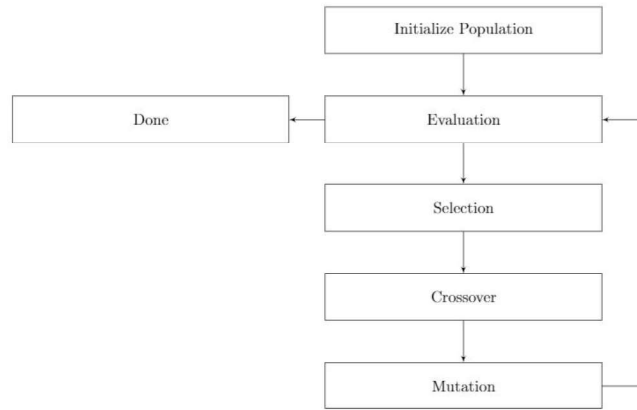 Initialize Population
Done
Evaluation
Selection
Crossover
Mutation